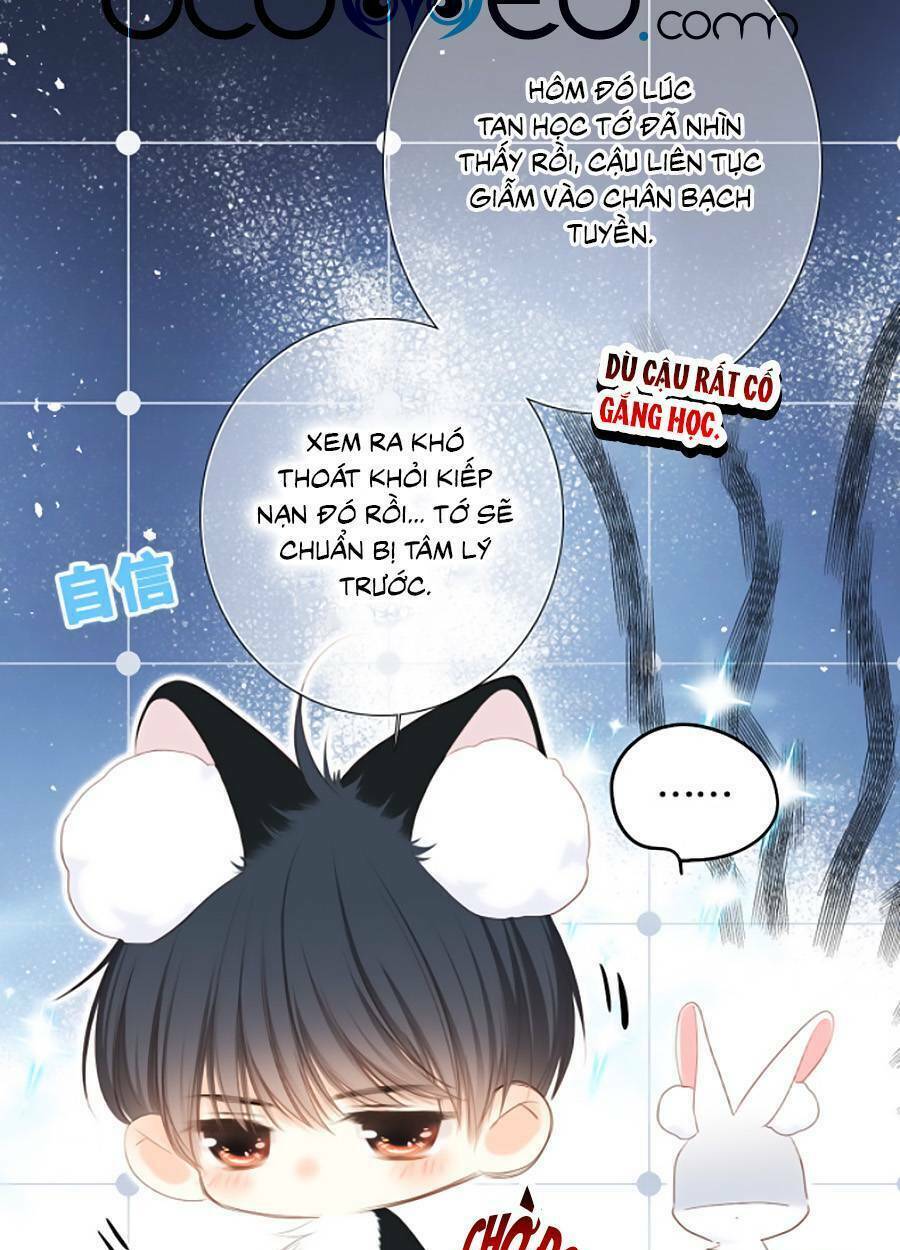 HÔM ĐÓ LÚC
TAN HỌC TỚ ĐÃ NHÌN
THẤY RỒI, CẬU LIÊN TỤC
GIẪM VÀO CHÂN BẠCH
TUYỀN.
DÙ CẬU RẤT CỐ
GẮNG HỌC.
XEM RA KHÓ
THOÁT KHỎI KIẾP
NẠN ĐÓ RỒI... TỚ SẼ
CHUẨN BỊ TÂM LÝ
TRƯỚC.
自信
......
CHỜ